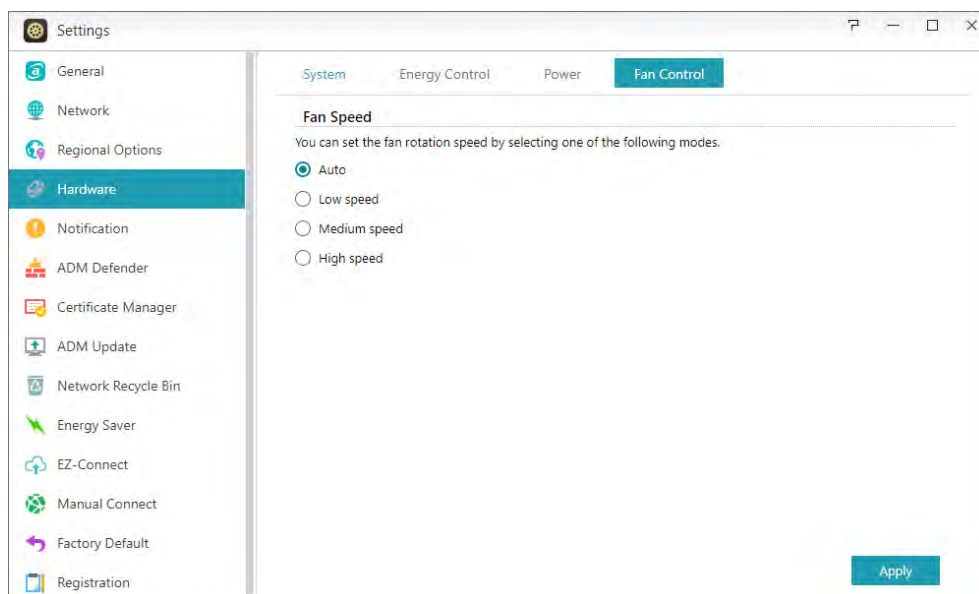 Settings
General
Network
Regional Options
Hardware
Notification
ADM Defender
Certificate Manager
ADM Update
Network Recycle Bin
Energy Saver
EZ-Connect
Manual Connect
Factory Default
Registration
System Energy Control Power Fan Control
Fan Speed
You can set the fan rotation speed by selecting one of the following modes.
Auto
Low speed
Medium speed
High speed
Apply